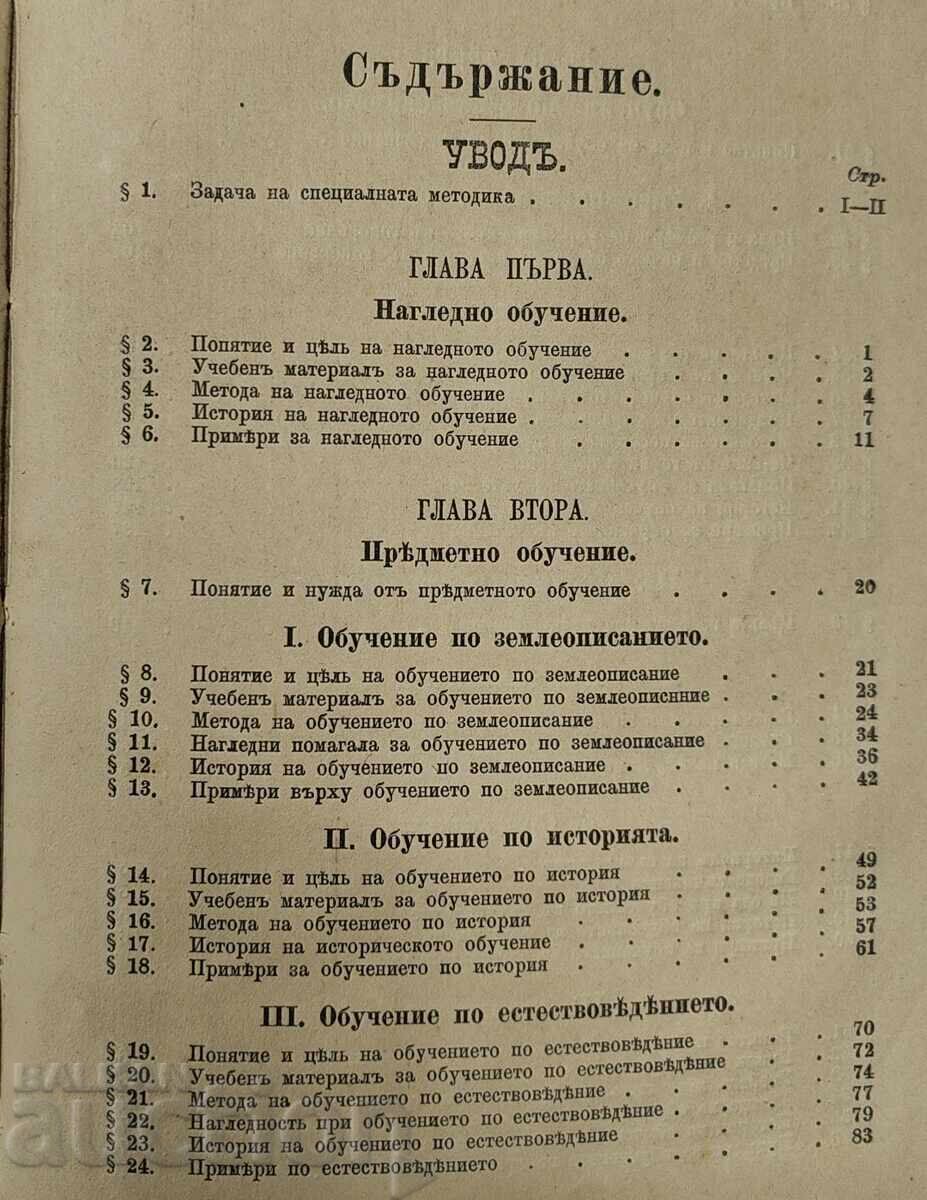 Съдържание.
УВОДЪ.
Стр.
§ 1. Задача на специалната методика . . . . . . . . I—II
ГЛАВА ПЪРВА.
Нагледно обучение.
§ 2. Попятие и цѣль на нагледното обучение . . . . . 1
§ 3. Учебенъ материалъ за нагледното обучение . . . . 2
§ 4. Метода на нагледното обучение . . . . . . . 4
§ 5. История на нагледното обучение . . . . . . . 7
§ 6. Примѣри за нагледното обучение . . . . . . 11
ГЛАВА ВТОРА.
Прѣдметно обучение.
§ 7. Понятие и нужда отъ прѣдметното обучение . . . . 20
I. Обучение по землеописанието.
§ 8. Понятие и цѣль на обучението по землеописание . . . 21
§ 9. Учебенъ материалъ за обучението по землеописнние . . . 23
§ 10. Метода на обучението по землеописание . . . . . 24
§ 11. Нагледни помагала за обучението по землеописание . . . 34
§ 12. История на обучението по землеописание . . . . . 36
§ 13. Примѣри върху обучението по землеописание . . . . 42
II. Обучение по историята.
§ 14. Понятие и цѣль на обучението по история . . . . 49
§ 15. Учебенъ материалъ за обучението по история . . . . 52
§ 16. Метода на обучението по история . . . . . . 53
§ 17. История на историческото обучение . . . . . . 57
§ 18. Примѣри за обучението по история . . . . . . 61
III. Обучение по естествовѣдѣнието.
§ 19. Понятие и цѣль на обучението по естествовѣдѣние . . . 70
§ 20. Учебенъ материалъ за обучението по естествовѣдѣние . . 72
§ 21. Метода на обучението по естествовѣдѣние . . . . . 74
§ 22. Нагледность при обучението по естествовѣдѣние . . . . 77
§ 23. История на обучението по естествовѣдѣние . . . . 79
§ 24. Примѣри по естествовѣдѣнието . . . . . . 83